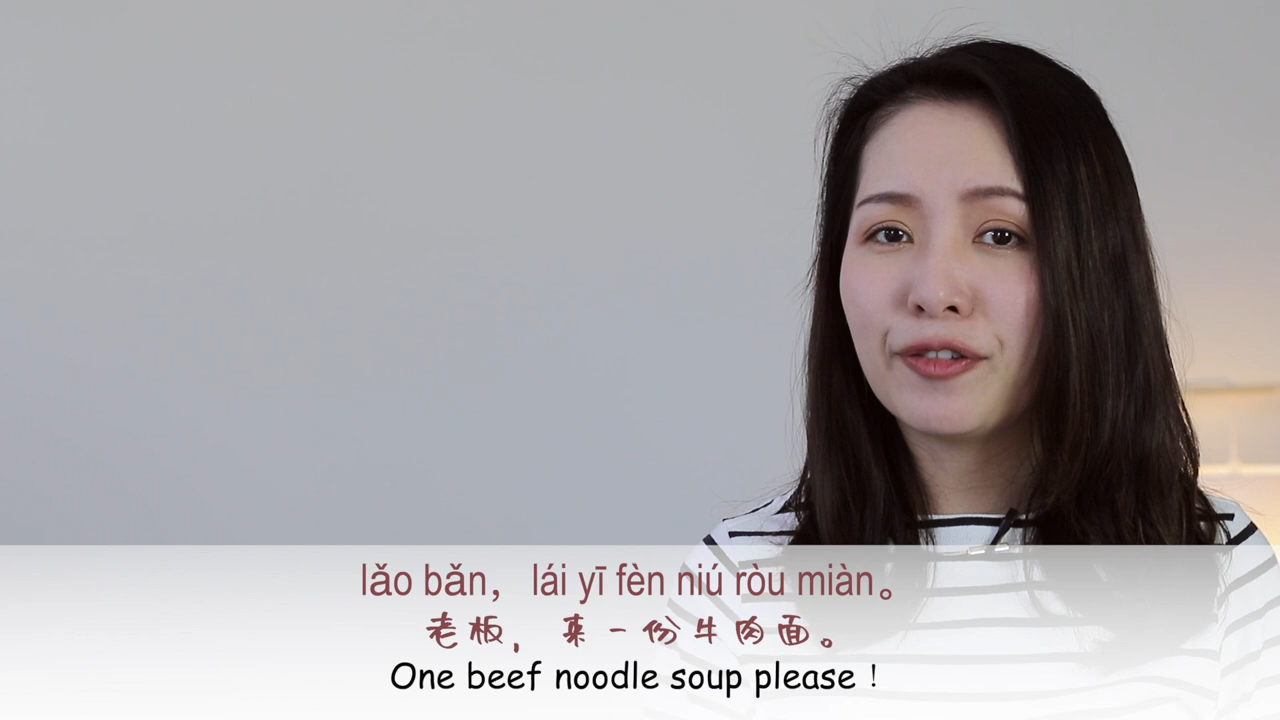 lǎo bǎn，lái yī fèn niú ròu miàn。
老板，来一份牛肉面。
One beef noodle soup please！